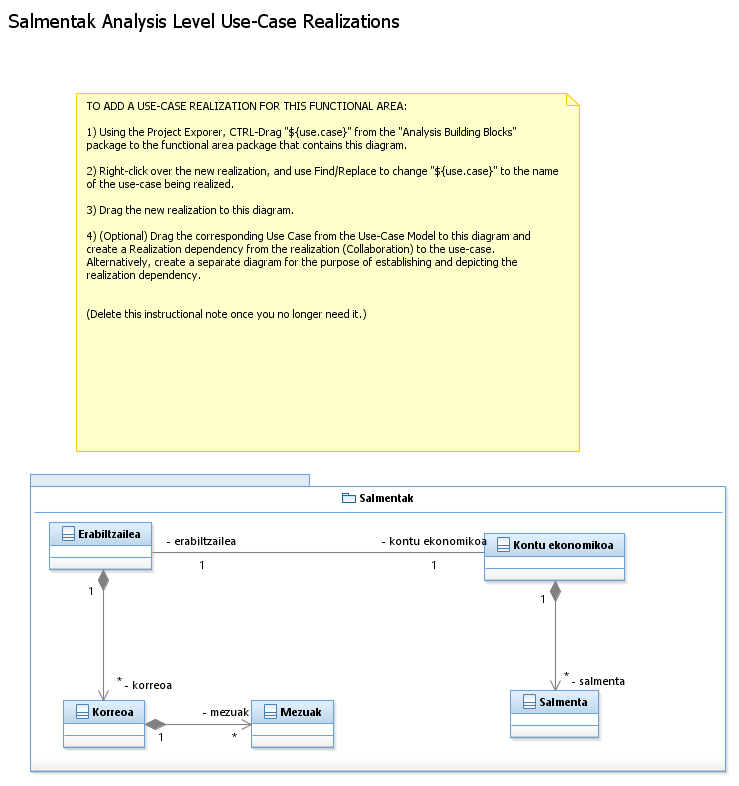 Salmentak Analysis Level Use-Case Realizations
TO ADD A USE-CASE REALIZATION FOR THIS FUNCTIONAL AREA:
1) Using the Project Exporer, CTRL-Drag "${use.case}" from the "Analysis Building Blocks"
package to the functional area package that contains this diagram.
2) Right-click over the new realization, and use Find/Replace to change "${use.case}" to the name
of the use-case being realized.
3) Drag the new realization to this diagram.
4) (Optional) Drag the corresponding Use Case from the Use-Case Model to this diagram and
create a Realization dependency from the realization (Collaboration) to the use-case.
Alternatively, create a separate diagram for the purpose of establishing and depicting the
realization dependency.
(Delete this instructional note once you no longer need it.)
Salmentak
Erabiltzailea
- erabiltzailea
1
- kontu ekonomikoa
1
Kontu ekonomikoa
1
1
* - korreoa
* - salmenta
Korreoa
1
- mezuak
*
Mezuak
Salmenta